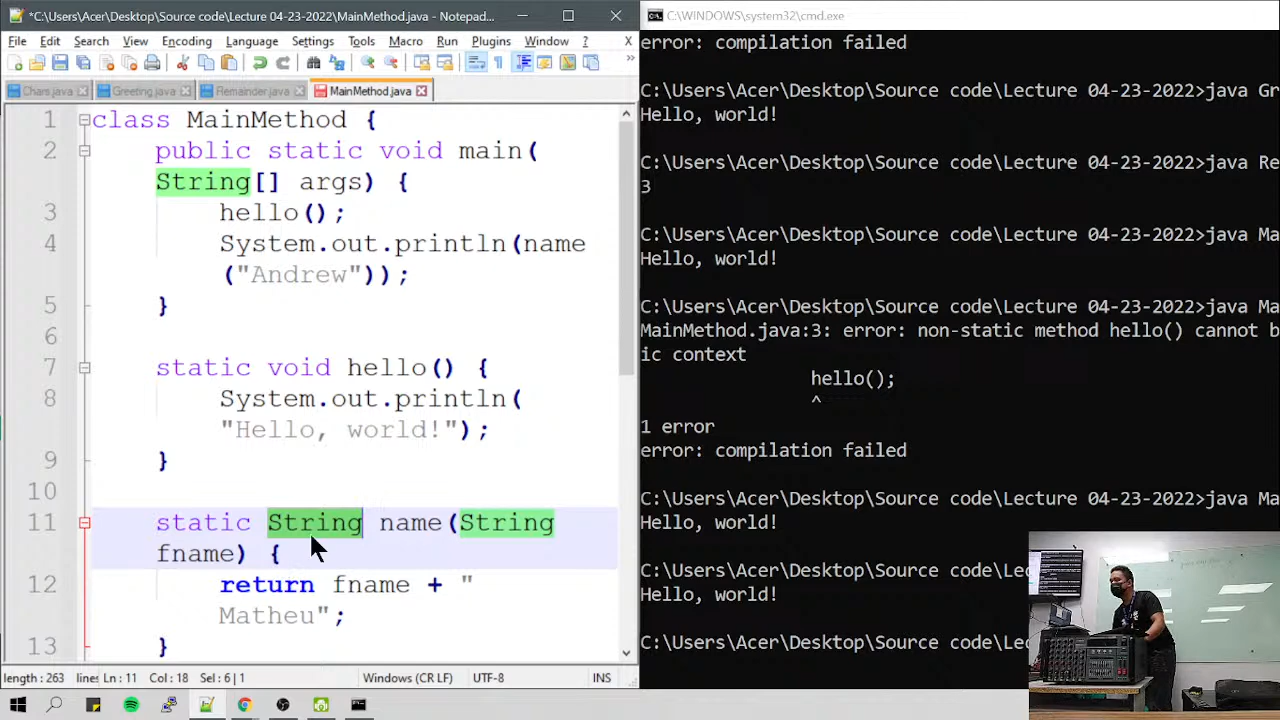 *C:\Users\Acer\Desktop\Source code\Lecture 04-23-2022\MainMethod.java - Notepad...
File Edit Search View Encoding Language Settings Tools Macro Run Plugins Window ? X
Chars.java Greeting.java Remainder.java MainMethod.java
1 class MainMethod {
2 public static void main(
String[] args) {
3 hello();
4 System.out.println(name
("Andrew"));
5 }
6
7 static void hello() {
8 System.out.println(
"Hello, world!");
9 }
10
11 static String name(String
fname) {
12 return fname + "
Matheu";
13 }
length: 263 lines Ln: 11 Col: 18 Sel: 6 | 1 Windows (CR LF) UTF-8 INS
C:\WINDOWS\system32\cmd.exe
error: compilation failed
C:\Users\Acer\Desktop\Source code\Lecture 04-23-2022>java Gr
Hello, world!
C:\Users\Acer\Desktop\Source code\Lecture 04-23-2022>java Re
3
C:\Users\Acer\Desktop\Source code\Lecture 04-23-2022>java Ma
Hello, world!
C:\Users\Acer\Desktop\Source code\Lecture 04-23-2022>java Ma
MainMethod.java:3: error: non-static method hello() cannot b
ic context
hello();
^
1 error
error: compilation failed
C:\Users\Acer\Desktop\Source code\Lecture 04-23-2022>java Ma
Hello, world!
C:\Users\Acer\Desktop\Source code\Lec
Hello, world!
C:\Users\Acer\Desktop\Source code\Lec